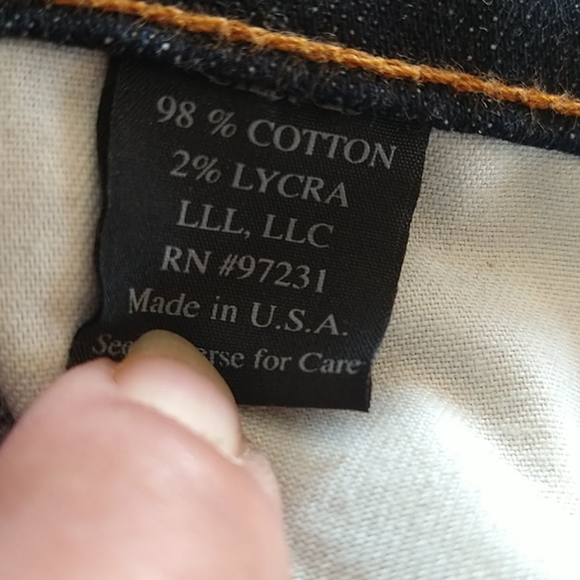 98 % COTTON
2% LYCRA
LLL, LLC
RN #97231
Made in U.S.A.
for Care